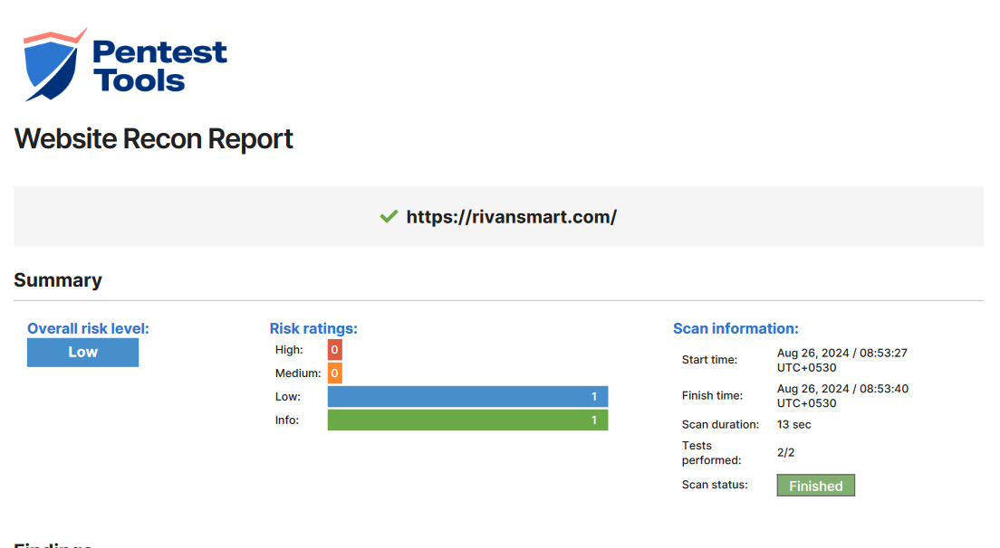 Pentest
Tools
Website Recon Report
https://rivansmart.com/
Summary
Overall risk level:
Low
Risk ratings:
High: 0
Medium: 0
Low: 1
Info: 1
Scan information:
Start time: Aug 26, 2024 / 08:53:27
UTC+0530
Finish time: Aug 26, 2024 / 08:53:40
UTC+0530
Scan duration: 13 sec
Tests
performed: 2/2
Scan status: Finished
Findings